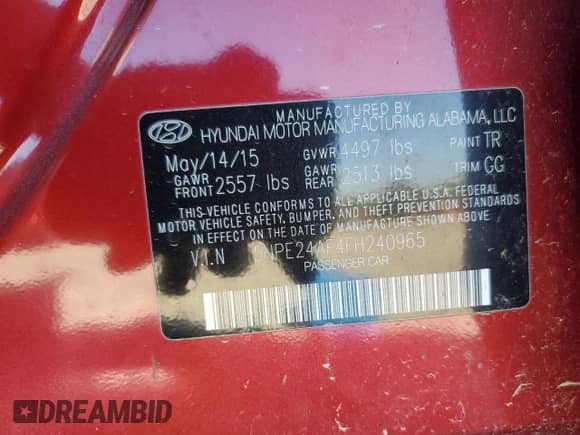 MANUFACTURED BY
HYUNDAI MOTOR MANUFACTURING ALABAMA, LLC
May/14/15 GVWR 4497 lbs PAINT TR
GAWR FRONT 2557 lbs GAWR REAR 2513 lbs TRIM GG
THIS VEHICLE CONFORMS TO ALL APPLICABLE U.S.A. FEDERAL
MOTOR VEHICLE SAFETY, BUMPER, AND THEFT PREVENTION STANDARDS
IN EFFECT ON THE DATE OF MANUFACTURE SHOWN ABOVE.
V.I.N
PASSENGER CAR
DREAMBID